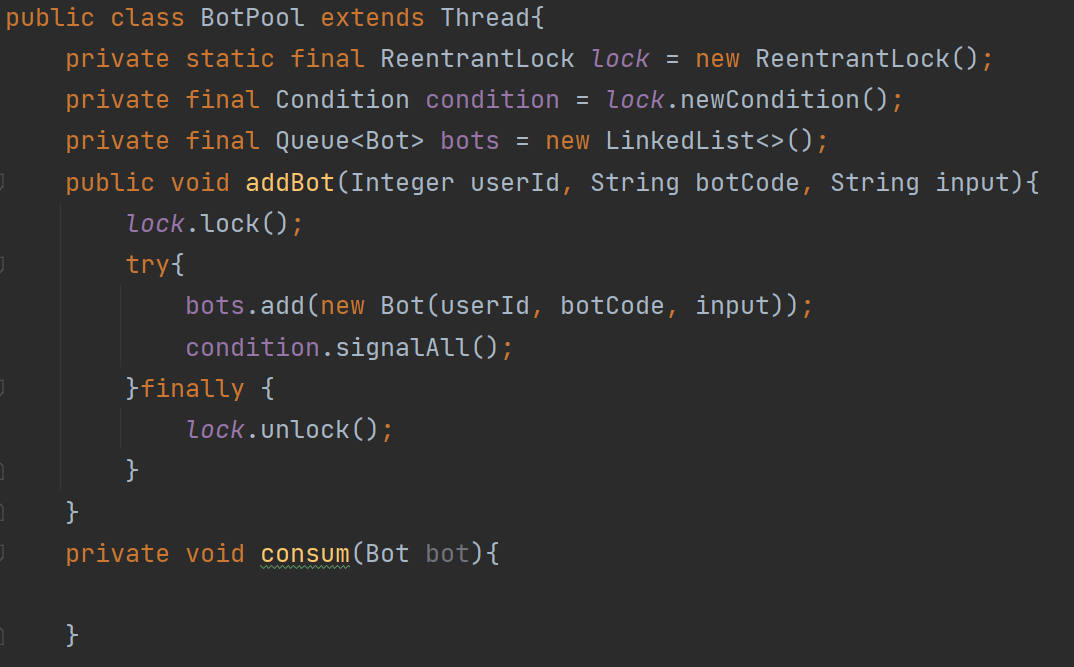 public class BotPool extends Thread{
    private static final ReentrantLock lock = new ReentrantLock();
    private final Condition condition = lock.newCondition();
    private final Queue<Bot> bots = new LinkedList<>();
    public void addBot(Integer userId, String botCode, String input){
        lock.lock();
        try{
            bots.add(new Bot(userId, botCode, input));
            condition.signalAll();
        }finally {
            lock.unlock();
        }
    }
    private void consum(Bot bot){

    }